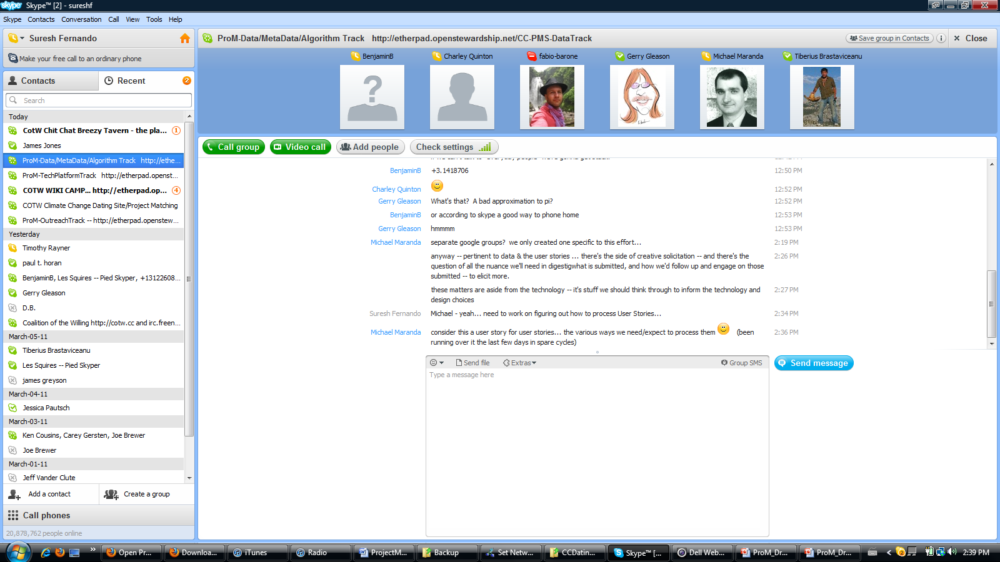 Skype™ [2] - sureshf
Skype Contacts Conversation Call View Tools Help
Suresh Fernando
Make your free call to an ordinary phone
Contacts
Recent 2
Search
Today
CotW Chit Chat Breezy Tavern - the pla... 1
James Jones
ProM-Data/MetaData/Algorithm Track http://ethe...
ProM-TechPlatformTrack http://etherpad.openst...
COTW WIKI CAMP... http://etherpad.op... 4
COTW Climate Change Dating Site/Project Matching
ProM-OutreachTrack -- http://etherpad.openstew...
Yesterday
Timothy Rayner
paul t. horan
BenjaminB, Les Squires -- Pied Skyper, +13122608...
Gerry Gleason
D.B.
Coalition of the Willing http://cotw.cc and irc.freen...
March-05-11
Tiberius Brastaviceanu
Les Squires -- Pied Skyper
james greyson
March-04-11
Jessica Pautsch
March-03-11
Ken Cousins, Carey Gersten, Joe Brewer
Joe Brewer
March-01-11
Jeff Vander Clute
Add a contact
Create a group
Call phones
20,878,762 people online
ProM-Data/MetaData/Algorithm Track http://etherpad.openstewardship.net/CC-PMS-DataTrack
Save group in Contacts
Close
BenjaminB
Charley Quinton
fabio-barone
Gerry Gleason
Michael Maranda
Tiberius Brastaviceanu
Call group
Video call
Add people
Check settings
BenjaminB +3.1418706 12:50 PM
Charley Quinton 12:52 PM
Gerry Gleason What's that? A bad approximation to pi? 12:52 PM
BenjaminB or according to skype a good way to phone home 12:53 PM
Gerry Gleason hmmmm 12:53 PM
Michael Maranda separate google groups? we only created one specific to this effort... 2:19 PM
anyway -- pertinent to data & the user stories ... there's the side of creative solicitation -- and there's the 2:26 PM
question of all the nuance we'll need in digestigwhat is submitted, and how we'd follow up and engage on those
submitted -- to elicit more.
these matters are aside from the technology -- it's stuff we should think through to inform the technology and 2:27 PM
design choices
Suresh Fernando Michael - yeah... need to work on figuring out how to process User Stories... 2:34 PM
Michael Maranda consider this a user story for user stories... the various ways we need/expect to process them (been 2:36 PM
running over it the last few days in spare cycles)
Send file
Extras
Group SMS
Send message
Type a message here
Open Pr...
Downloa...
iTunes
Radio
ProjectM...
Backup
Set Netw...
CCDatin...
Skype™ [...
Dell Web...
ProM_Dr...
ProM_Dr...
2:39 PM